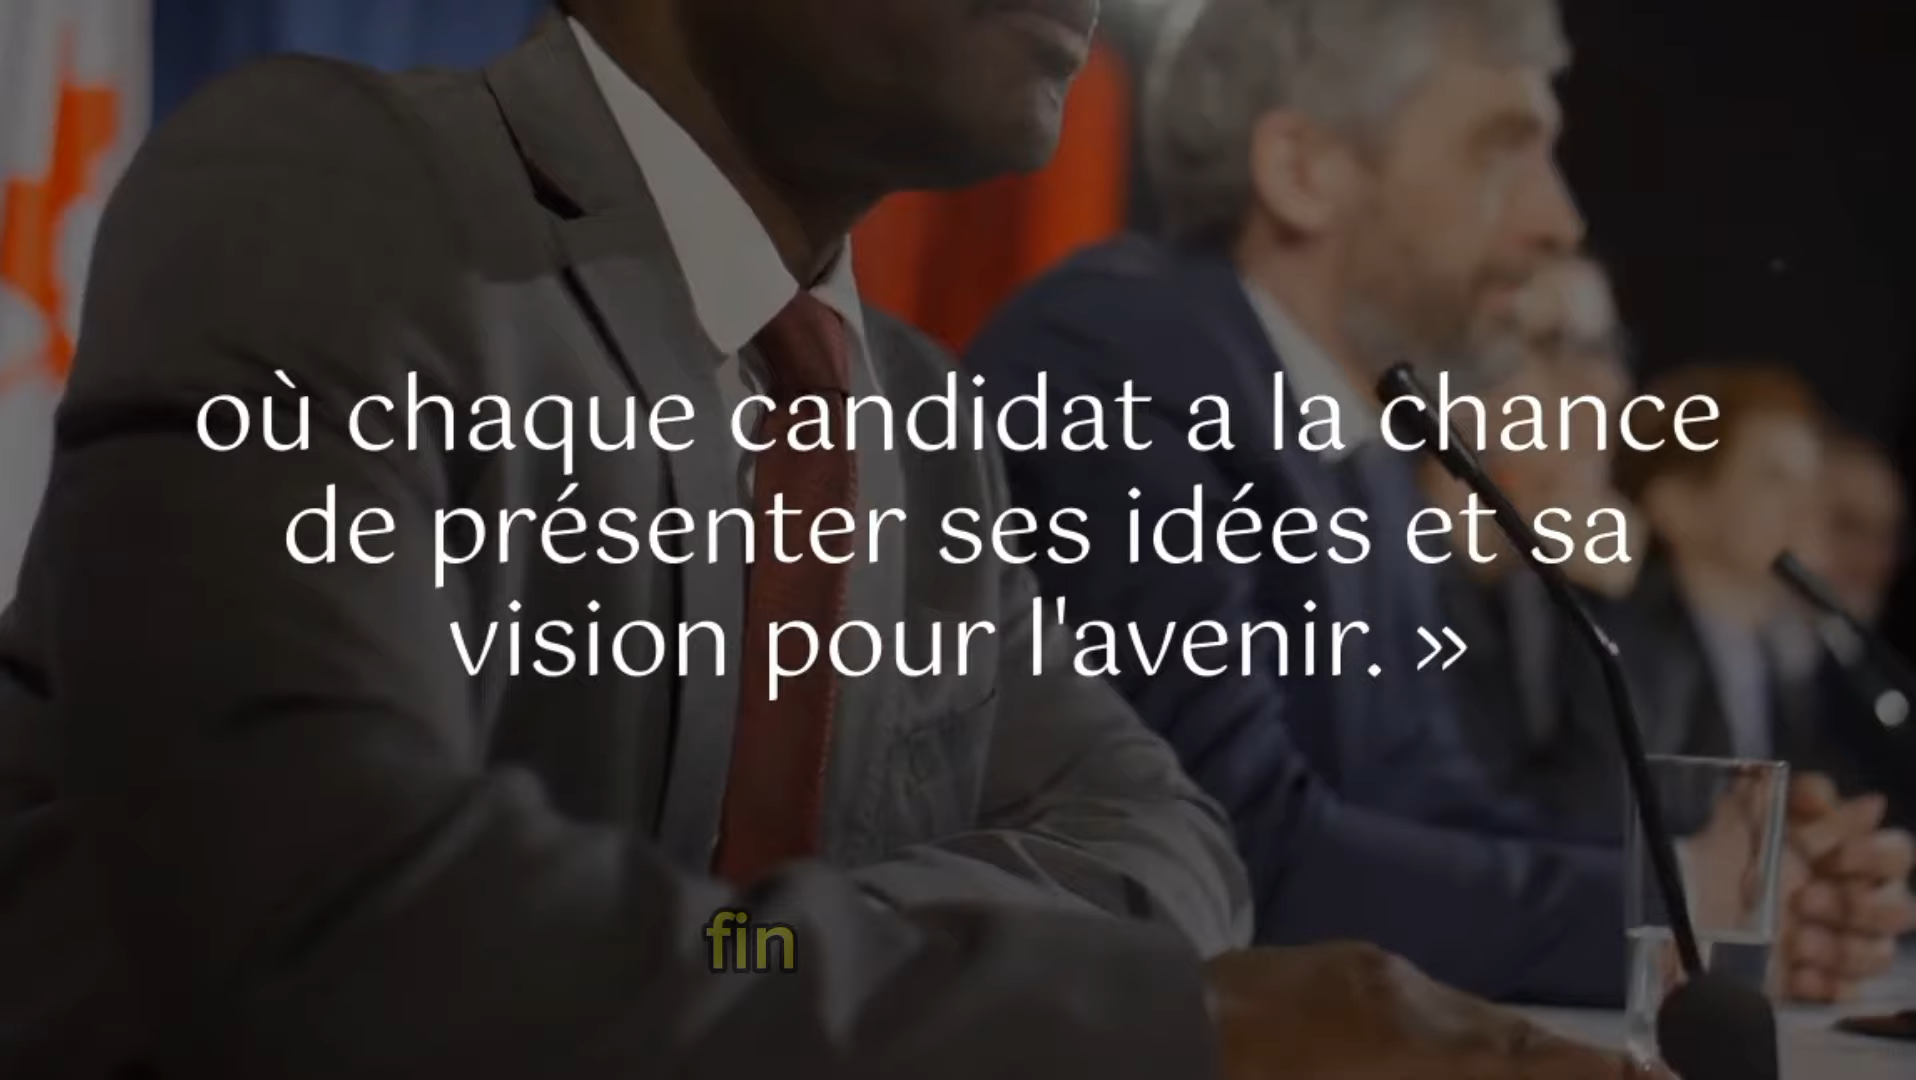 où chaque candidat a la chance
de présenter ses idées et sa
vision pour l'avenir. »
fin